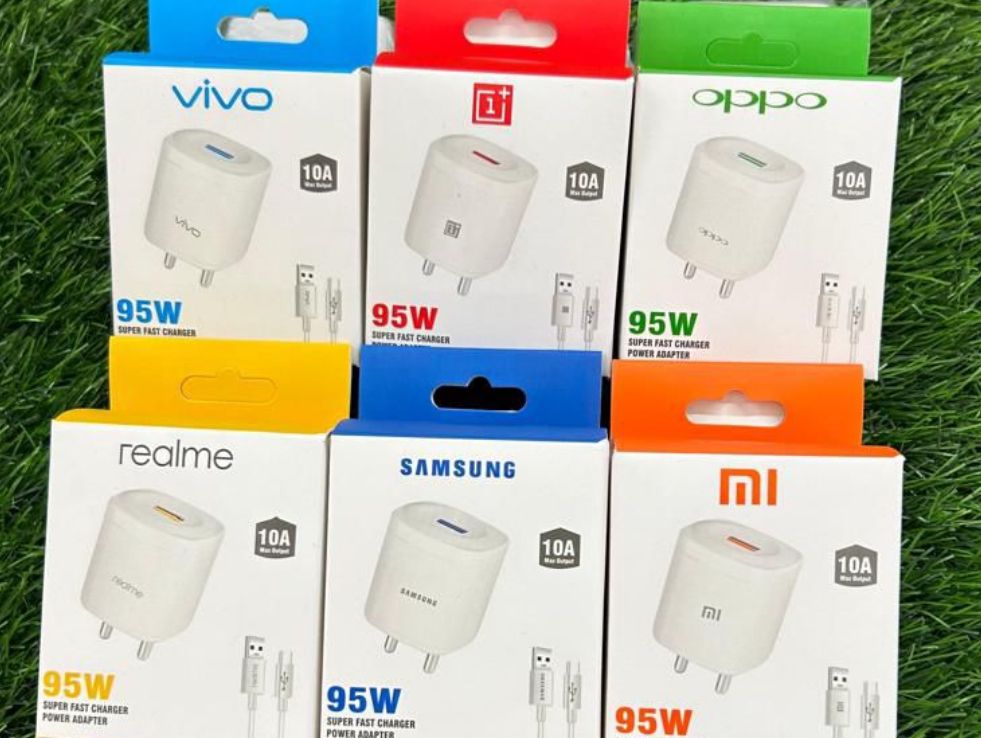 vivo
10A
Max Output
vivo
95W
SUPER FAST CHARGER
1+
10A
Max Output
95W
SUPER FAST CHARGER
POWER ADAPTER
oppo
10A
Max Output
oppo
95W
SUPER FAST CHARGER
POWER ADAPTER
realme
10A
Max Output
realme
95W
SUPER FAST CHARGER
POWER ADAPTER
SAMSUNG
10A
Max Output
SAMSUNG
95W
SUPER FAST CHARGER
POWER ADAPTER
MI
10A
Max Output
MI
95W